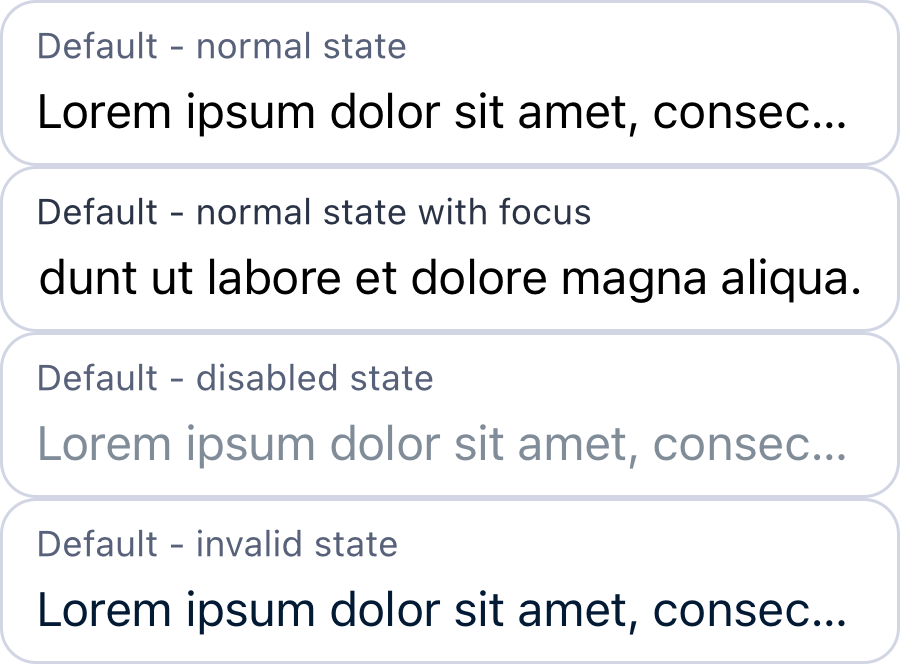 Default - normal state
Lorem ipsum dolor sit amet, consec...
Default - normal state with focus
dunt ut labore et dolore magna aliqua.
Default - disabled state
Lorem ipsum dolor sit amet, consec...
Default - invalid state
Lorem ipsum dolor sit amet, consec...